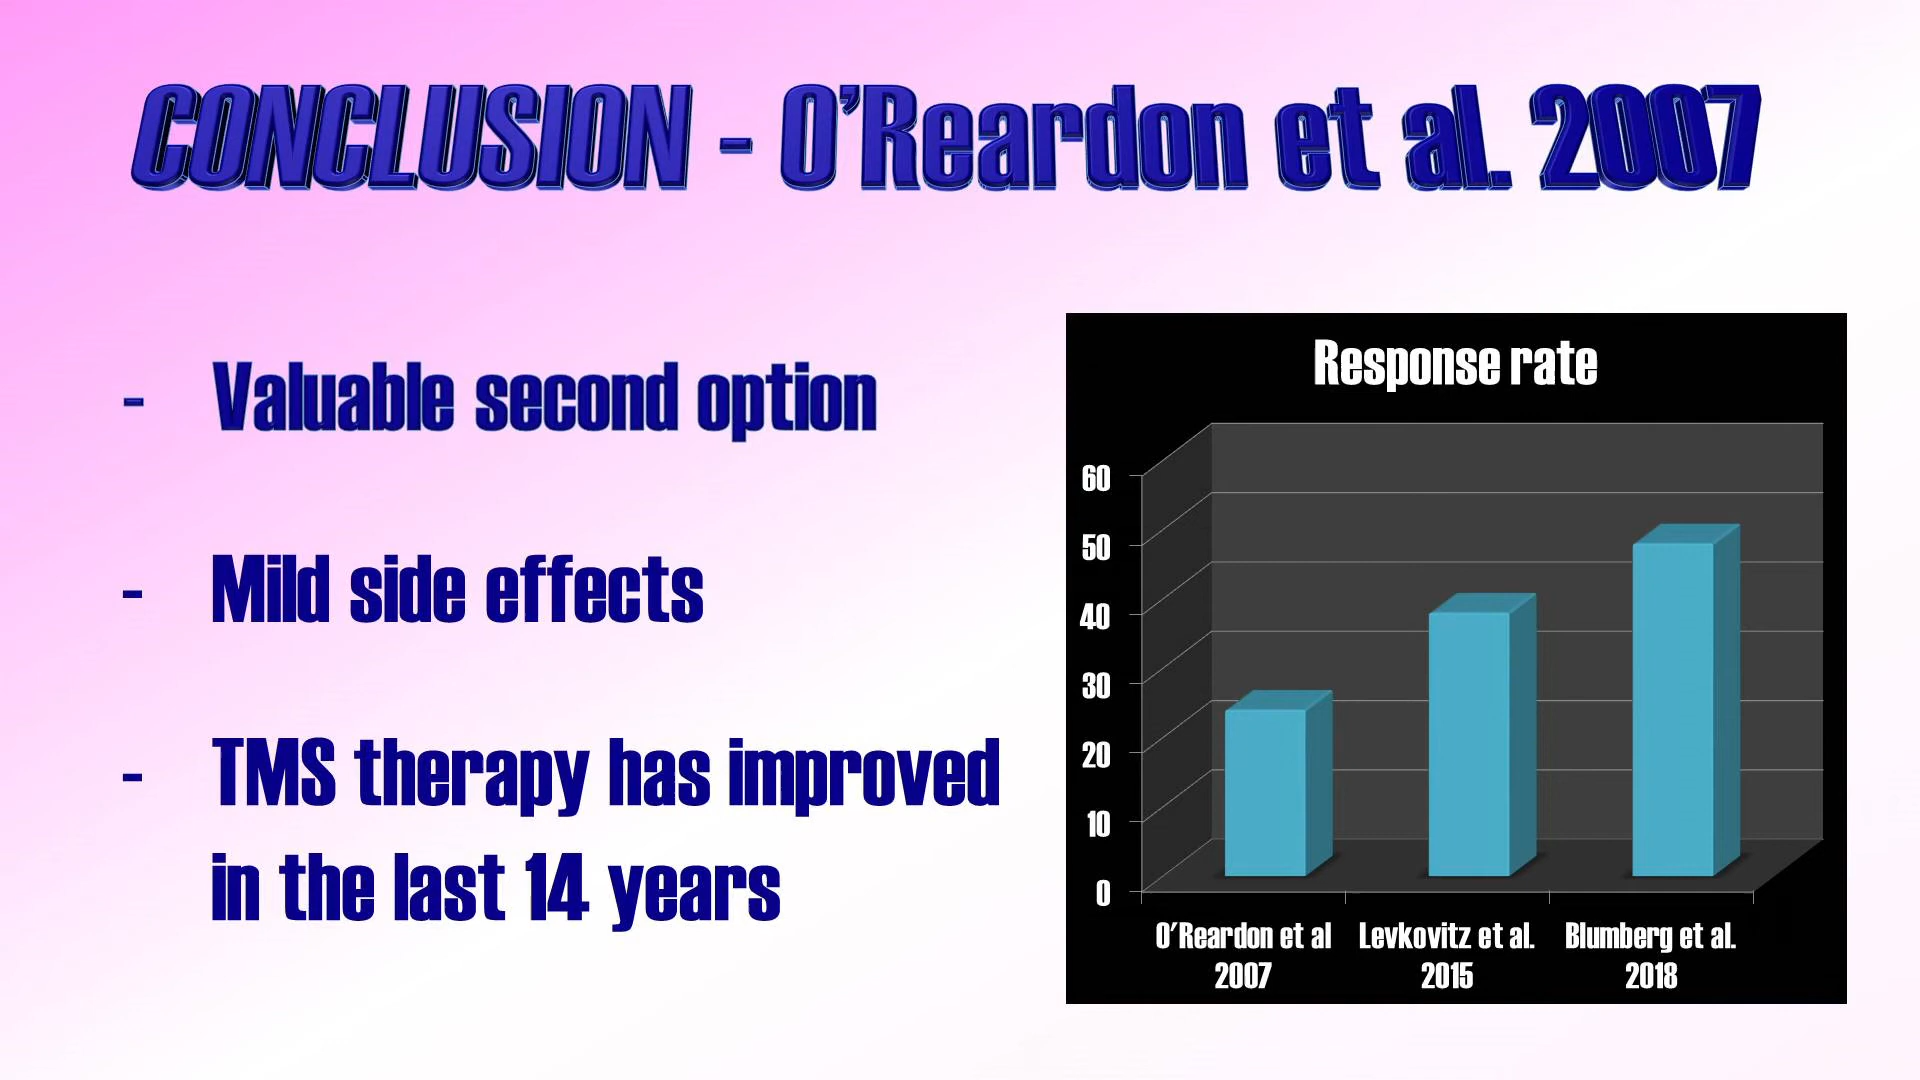 CONCLUSION - O’Reardon et al. 2007
- Valuable second option
- Mild side effects
- TMS therapy has improved
in the last 14 years
Response rate
60
50
40
30
20
10
0
O’Reardon et al Levkovitz et al. Blumberg et al.
2007 2015 2018